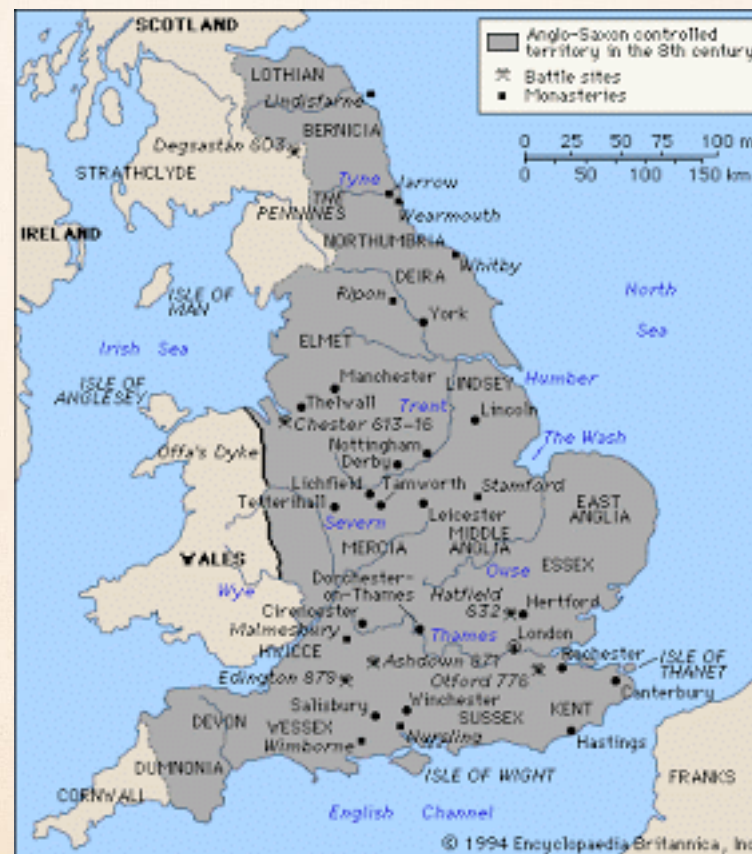 SCOTLAND
Anglo-Saxon controlled
territory in the 8th century
Battle sites
Monasteries
0 25 50 75 100 m
0 50 100 150 km
LOTHIAN
Lindisfarne
BERNICIA
Degsastan 603
STRATHCLYDE
Tyne
Jarrow
THE
PENNINES
Wearmouth
IRELAND
NORTHUMBRIA
Whitby
DEIRA
ISLE OF
MAN
Ripon
York
North
Sea
Irish Sea
ELMET
ISLE OF
ANGLESEY
Manchester
LINDSEY
Humber
Thelwall
Trent
Lincoln
Chester 613-16
The Wash
Offa's Dyke
Nottingham
Derby
Lichfield
Tamworth
Stamford
Tettenhall
Leicester
EAST
ANGLIA
Severn
MIDDLE
ANGLIA
MERCIA
WALES
Ouse
ESSEX
Wye
Dorchester-
on-Thames
Hatfield
632
Hertford
Cirencester
Malmesbury
Thames
London
HWICCE
Ashdown 871
Rochester
ISLE OF
THANET
Edington 879
Otford 776
Canterbury
Salisbury
Winchester
KENT
DEVON
WESSEX
SUSSEX
Nursling
Wimborne
Hastings
DUMNONIA
ISLE OF WIGHT
FRANKS
CORNWALL
English Channel
© 1994 Encyclopaedia Britannica, Inc